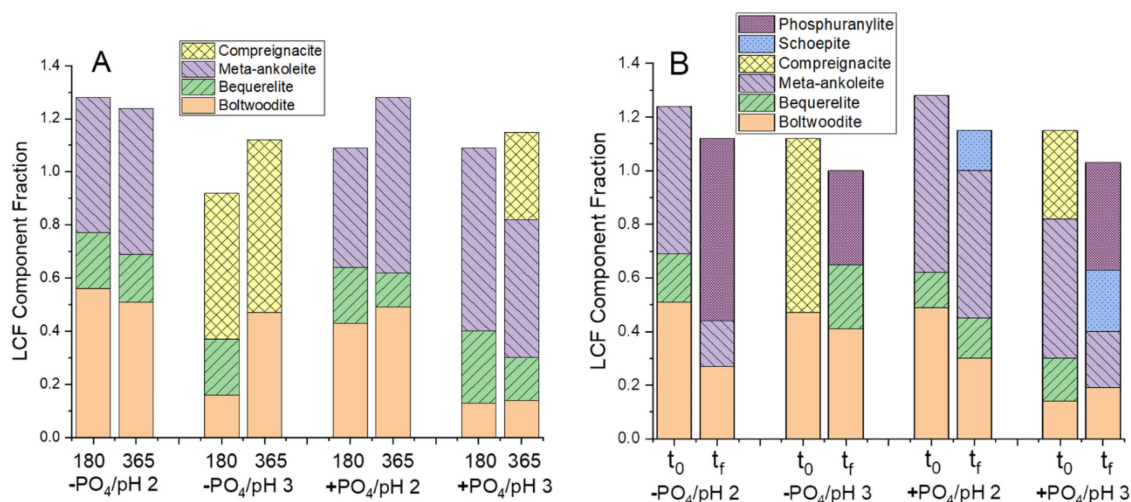 A
Compreignacite
Meta-ankoleite
Bequerelite
Boltwoodite
LCF Component Fraction
1.4
1.2
1.0
0.8
0.6
0.4
0.2
0.0
180 365 180 365 180 365 180 365
-PO₄/pH 2 -PO₄/pH 3 +PO₄/pH 2 +PO₄/pH 3
B
Phosphuranylite
Schoepite
Compreignacite
Meta-ankoleite
Bequerelite
Boltwoodite
LCF Component Fraction
1.4
1.2
1.0
0.8
0.6
0.4
0.2
0.0
t₀ t_f t₀ t_f t₀ t_f t₀ t_f
-PO₄/pH 2 -PO₄/pH 3 +PO₄/pH 2 +PO₄/pH 3